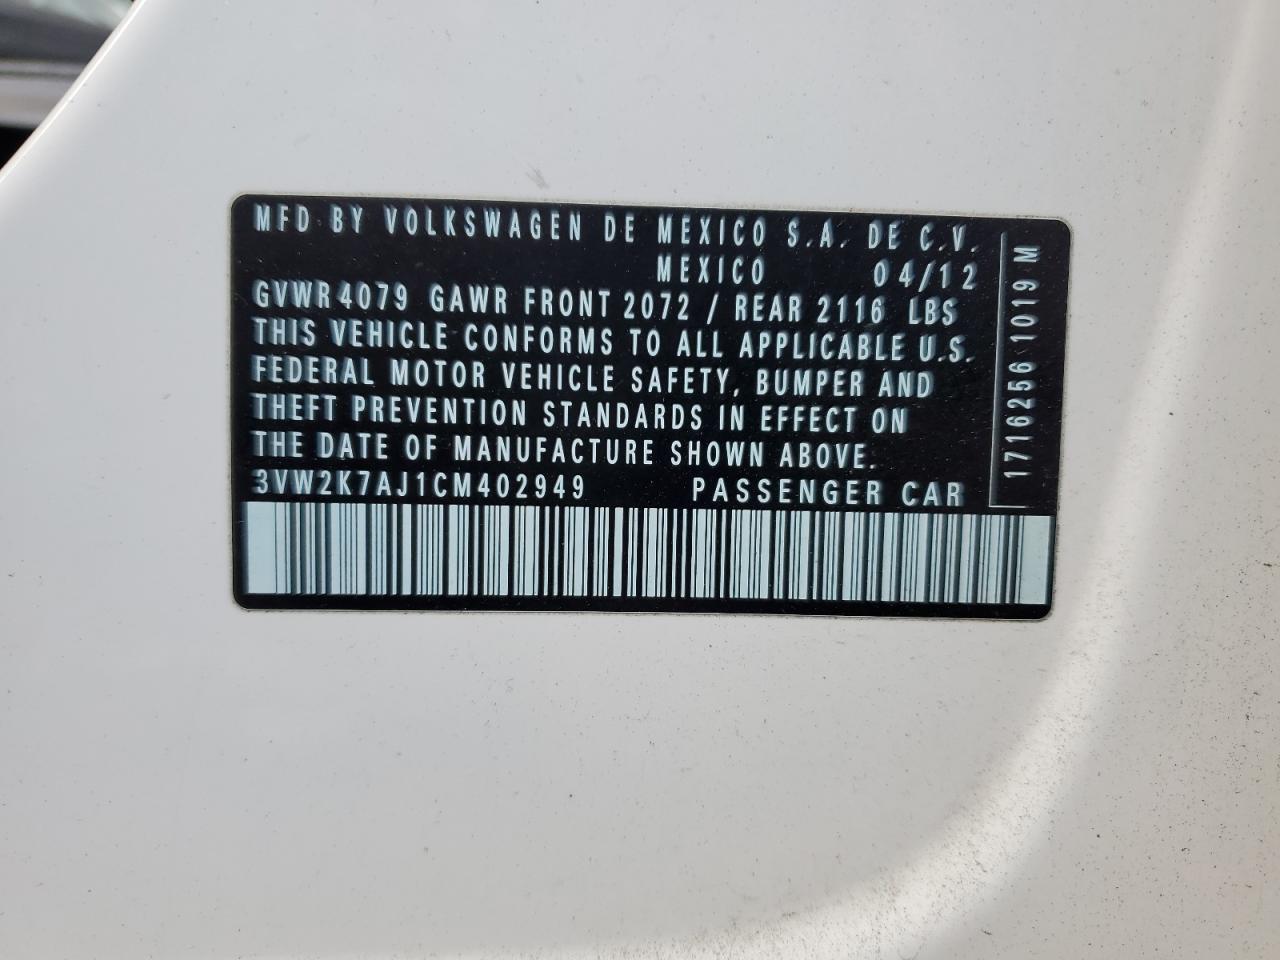 MFD BY VOLKSWAGEN DE MEXICO S.A. DE C.V.
MEXICO 04/12
GVWR 4079 GAWR FRONT 2072 / REAR 2116 LBS
THIS VEHICLE CONFORMS TO ALL APPLICABLE U.S.
FEDERAL MOTOR VEHICLE SAFETY, BUMPER AND
THEFT PREVENTION STANDARDS IN EFFECT ON
THE DATE OF MANUFACTURE SHOWN ABOVE.
3VW2K7AJ1CM402949 PASSENGER CAR
1716256 1019 M